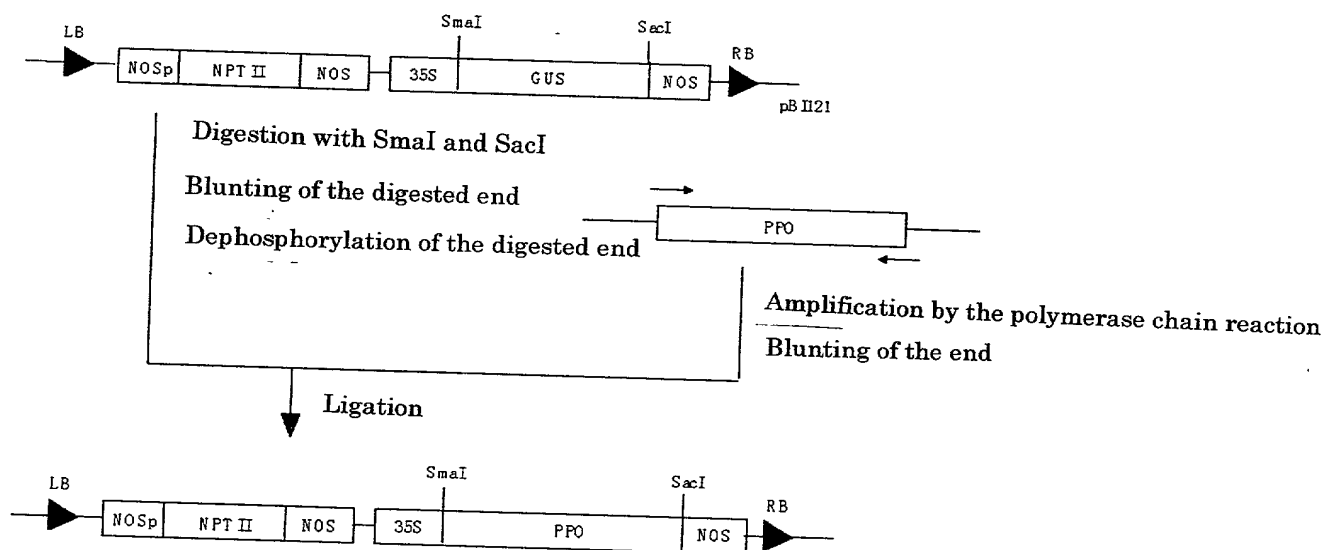 SmaI SacI
LB RB
NOSp NPT II NOS 35S GUS NOS
pBI121
Digestion with SmaI and SacI
Blunting of the digested end
Dephosphorylation of the digested end
PPO
Amplification by the polymerase chain reaction
Blunting of the end
Ligation
SmaI SacI
LB RB
NOSp NPT II NOS 35S PPO NOS